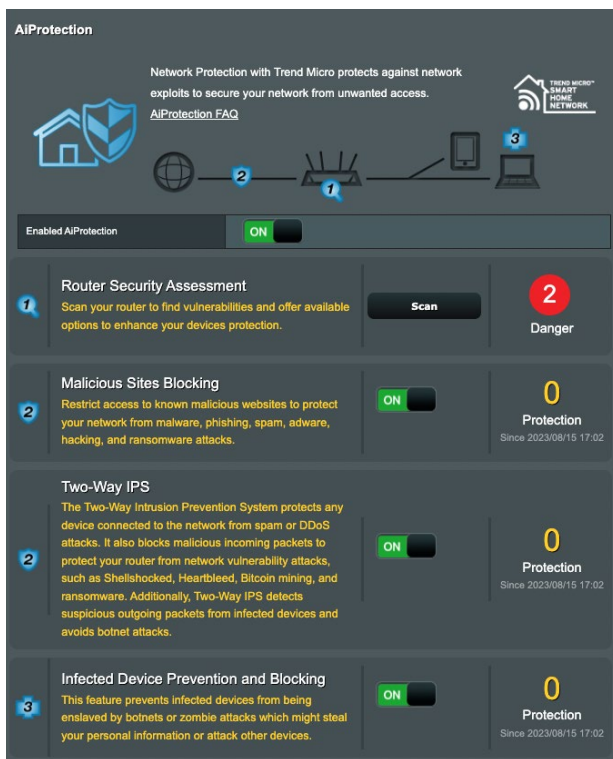 AiProtection
Network Protection with Trend Micro protects against network
exploits to secure your network from unwanted access.
AiProtection FAQ
TREND MICRO™
SMART
HOME
NETWORK
3
2
1
Enabled AiProtection
ON
1
Router Security Assessment
Scan your router to find vulnerabilities and offer available
options to enhance your devices protection.
Scan
2
Danger
2
Malicious Sites Blocking
Restrict access to known malicious websites to protect
your network from malware, phishing, spam, adware,
hacking, and ransomware attacks.
ON
0
Protection
Since 2023/08/15 17:02
2
Two-Way IPS
The Two-Way Intrusion Prevention System protects any
device connected to the network from spam or DDoS
attacks. It also blocks malicious incoming packets to
protect your router from network vulnerability attacks,
such as Shellshocked, Heartbleed, Bitcoin mining, and
ransomware. Additionally, Two-Way IPS detects
suspicious outgoing packets from infected devices and
avoids botnet attacks.
ON
0
Protection
Since 2023/08/15 17:02
3
Infected Device Prevention and Blocking
This feature prevents infected devices from being
enslaved by botnets or zombie attacks which might steal
your personal information or attack other devices.
ON
0
Protection
Since 2023/08/15 17:02